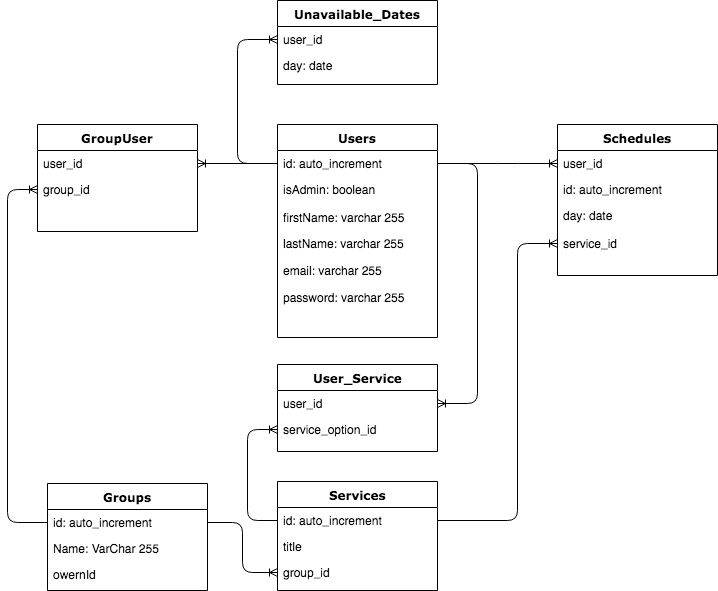 Unavailable_Dates
user_id
day: date
GroupUser
user_id
group_id
Users
id: auto_increment
isAdmin: boolean
firstName: varchar 255
lastName: varchar 255
email: varchar 255
password: varchar 255
Schedules
user_id
id: auto_increment
day: date
service_id
User_Service
user_id
service_option_id
Groups
id: auto_increment
Name: VarChar 255
owernId
Services
id: auto_increment
title
group_id